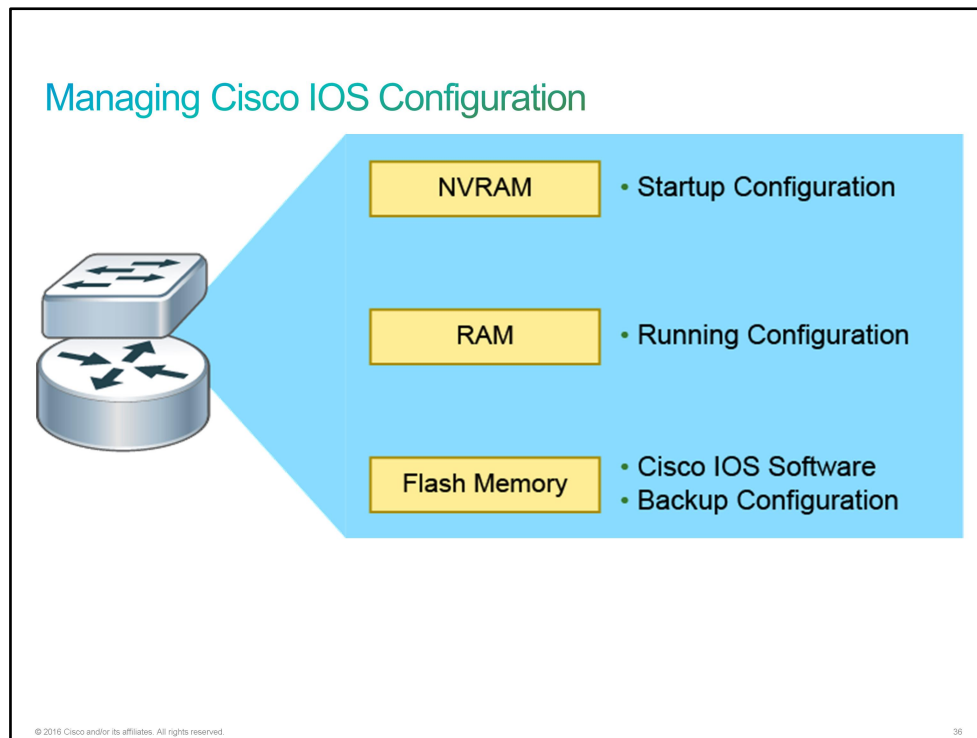 Managing Cisco IOS Configuration
NVRAM
• Startup Configuration
RAM
• Running Configuration
Flash Memory
• Cisco IOS Software
• Backup Configuration
© 2016 Cisco and/or its affiliates. All rights reserved.
36